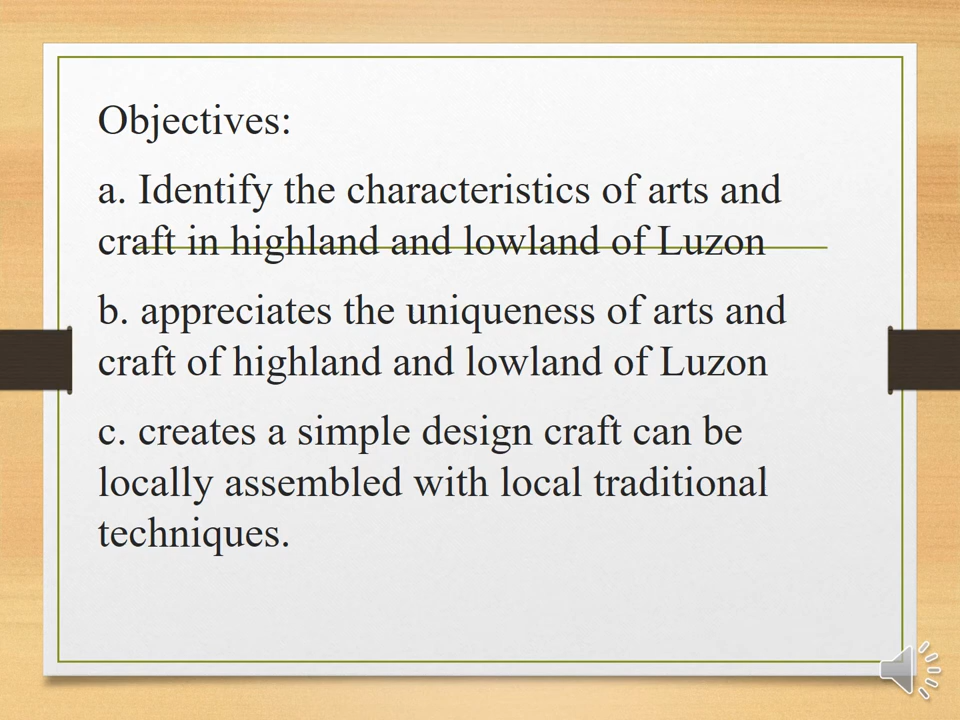 Objectives:
a. Identify the characteristics of arts and
craft in highland and lowland of Luzon
b. appreciates the uniqueness of arts and
craft of highland and lowland of Luzon
c. creates a simple design craft can be
locally assembled with local traditional
techniques.